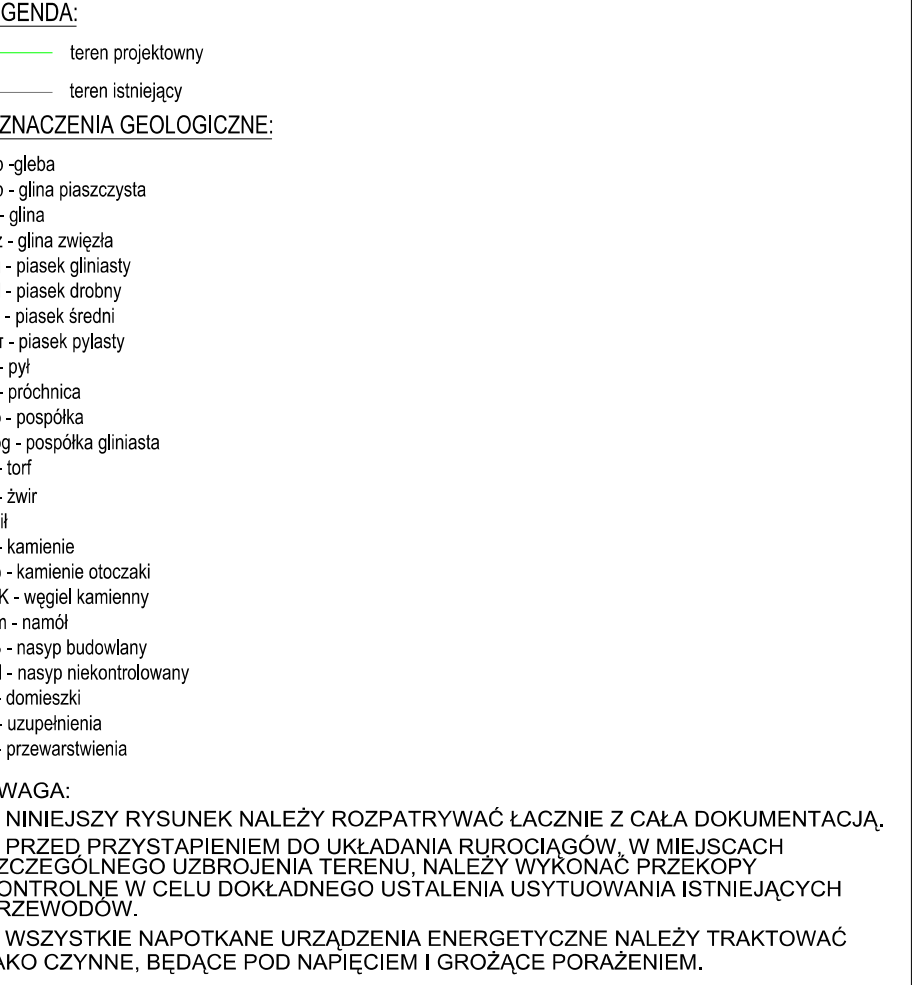 GENDA:
teren projektowny
teren istniejący
ZNACZENIA GEOLOGICZNE:
-gleba
- glina piaszczysta
- glina
z - glina zwięzła
- piasek gliniasty
- piasek drobny
- piasek średni
- piasek pylasty
- pył
- próchnica
- pospółka
g - pospółka gliniasta
- torf
- żwir
ił
- kamienie
- kamienie otoczaki
K - węgiel kamienny
m - namół
- nasyp budowlany
- nasyp niekontrolowany
- domieszki
- uzupełnienia
- przewarstwienia
WAGA:
NINIEJSZY RYSUNEK NALEŻY ROZPATRYWAĆ ŁACZNIE Z CAŁA DOKUMENTACJĄ.
PRZED PRZYSTAPIENIEM DO UKŁADANIA RUROCIĄGÓW, W MIEJSCACH
ZCZEGÓLNEGO UZBROJENIA TERENU, NALEŻY WYKONAĆ PRZEKOPY
ONTROLNE W CELU DOKŁADNEGO USTALENIA USYTUOWANIA ISTNIEJĄCYCH
RZEWODÓW.
WSZYSTKIE NAPOTKANE URZĄDZENIA ENERGETYCZNE NALEŻY TRAKTOWAĆ
AKO CZYNNE, BĘDĄCE POD NAPIĘCIEM I GROŻĄCE PORAŻENIEM.